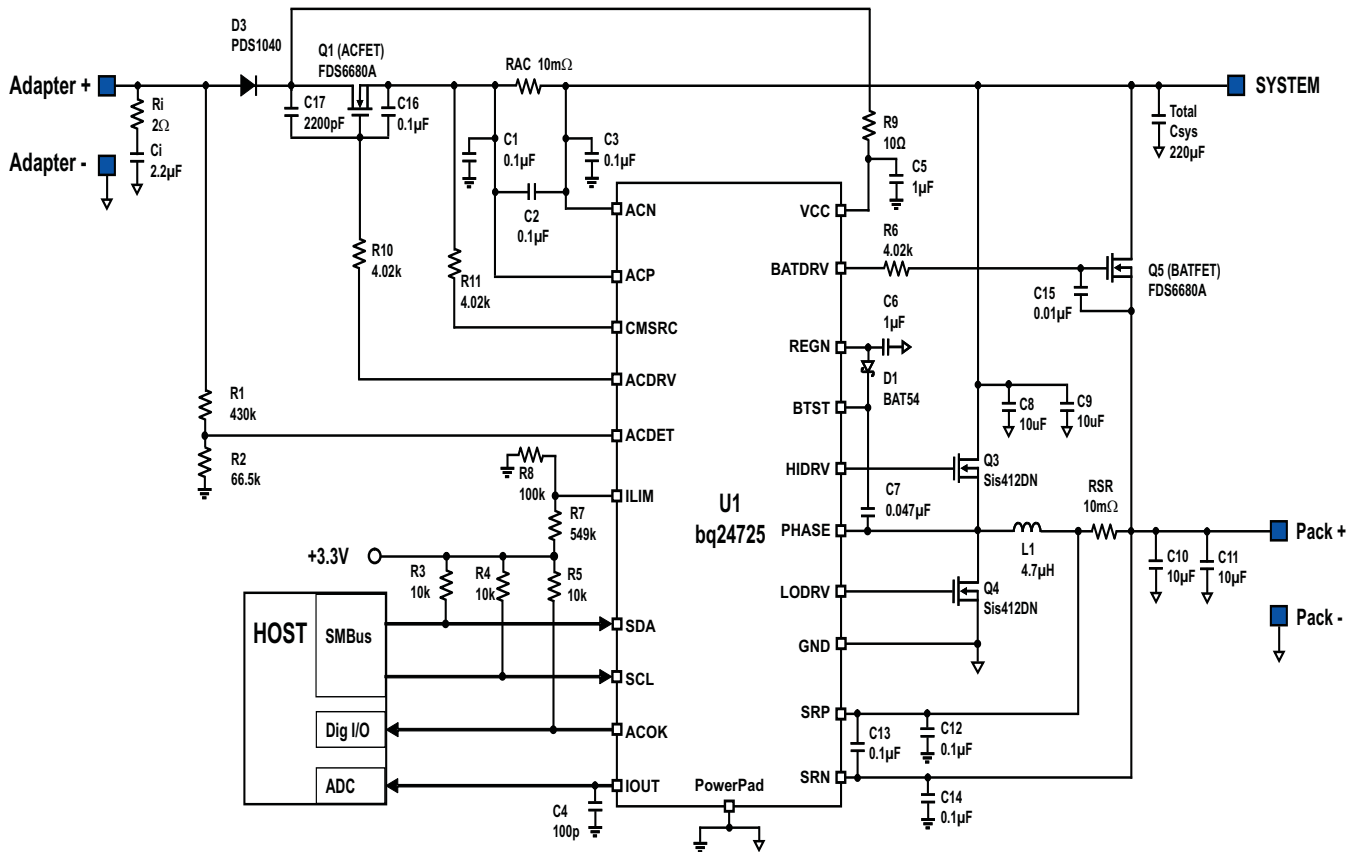 D3
PDS1040
Q1 (ACFET)
FDS6680A
RAC 10mΩ
Adapter +
SYSTEM
Ri
2Ω
C17
2200pF
C16
0.1µF
Total
Csys
220µF
R9
10Ω
Ci
2.2µF
C1
0.1µF
C3
0.1µF
Adapter -
C5
1µF
C2
0.1µF
ACN
VCC
R10
4.02k
R11
4.02k
ACP
R6
4.02k
BATDRV
Q5 (BATFET)
FDS6680A
C15
0.01µF
C6
1µF
CMSRC
REGN
D1
BAT54
ACDRV
R1
430k
BTST
C8
10uF
C9
10uF
ACDET
R2
66.5k
R8
100k
HIDRV
Q3
Sis412DN
RSR
10mΩ
ILIM
U1
bq24725
C7
0.047µF
R7
549k
PHASE
Pack +
L1
4.7µH
C10
10µF
C11
10µF
+3.3V
R3
10k
R4
10k
R5
10k
LODRV
Q4
Sis412DN
Pack -
HOST
SMBus
SDA
GND
SCL
SRP
Dig I/O
ACOK
C13
0.1µF
C12
0.1µF
ADC
IOUT
PowerPad
SRN
C4
100p
C14
0.1µF